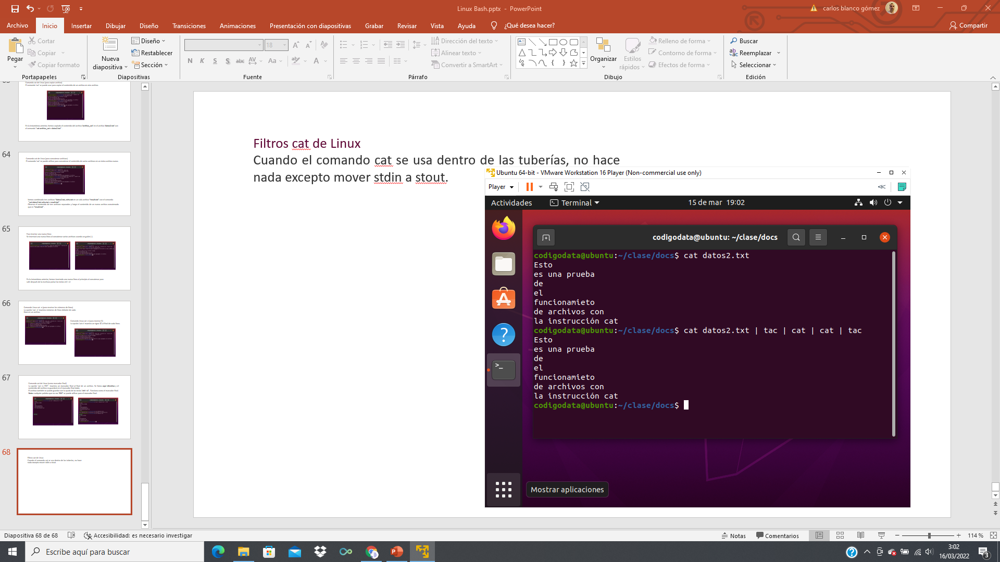 Linux Bash.pptx - PowerPoint
carlos blanco gómez
Archivo Inicio Insertar Dibujar Diseño Transiciones Animaciones Presentación con diapositivas Grabar Revisar Vista Ayuda ¿Qué desea hacer? Compartir
Pegar
Cortar
Copiar
Copiar formato
Portapapeles
Nueva
diapositiva
Diseño
Restablecer
Sección
Diapositivas
18
N K S S abc AV Aa A
Fuente
Dirección del texto
Alinear texto
Convertir a SmartArt
Párrafo
Organizar
Estilos
rápidos
Relleno de forma
Contorno de forma
Efectos de forma
Dibujo
Buscar
Reemplazar
Seleccionar
Edición
64
65
66
67
68
Filtros cat de Linux
Cuando el comando cat se usa dentro de las tuberías, no hace
nada excepto mover stdin a stout.
Ubuntu 64-bit - VMware Workstation 16 Player (Non-commercial use only)
Player
Actividades Terminal 15 de mar 19:02
codigodata@ubuntu: ~/clase/docs
codigodata@ubuntu:~/clase/docs$ cat datos2.txt
Esto
es una prueba
de
el
funcionamieto
de archivos con
la instrucción cat
codigodata@ubuntu:~/clase/docs$ cat datos2.txt | tac | cat | cat | tac
Esto
es una prueba
de
el
funcionamieto
de archivos con
la instrucción cat
codigodata@ubuntu:~/clase/docs$
Mostrar aplicaciones
Diapositiva 68 de 68 Accesibilidad: es necesario investigar Notas Comentarios 114 %
Escribe aquí para buscar
3:02
16/03/2022
3